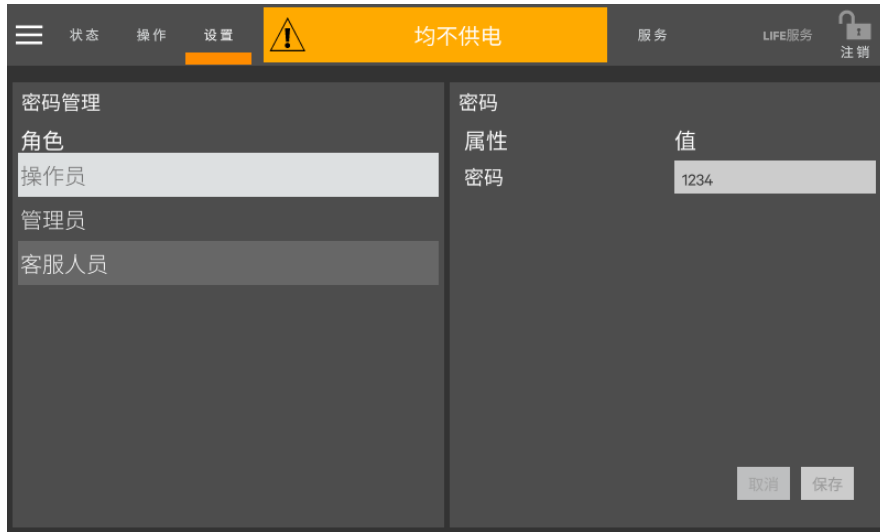 状态 操作 设置 均不供电 服务 LIFE服务
注销
密码管理
角色
操作员
管理员
客服人员
密码
属性 值
密码 1234
取消 保存